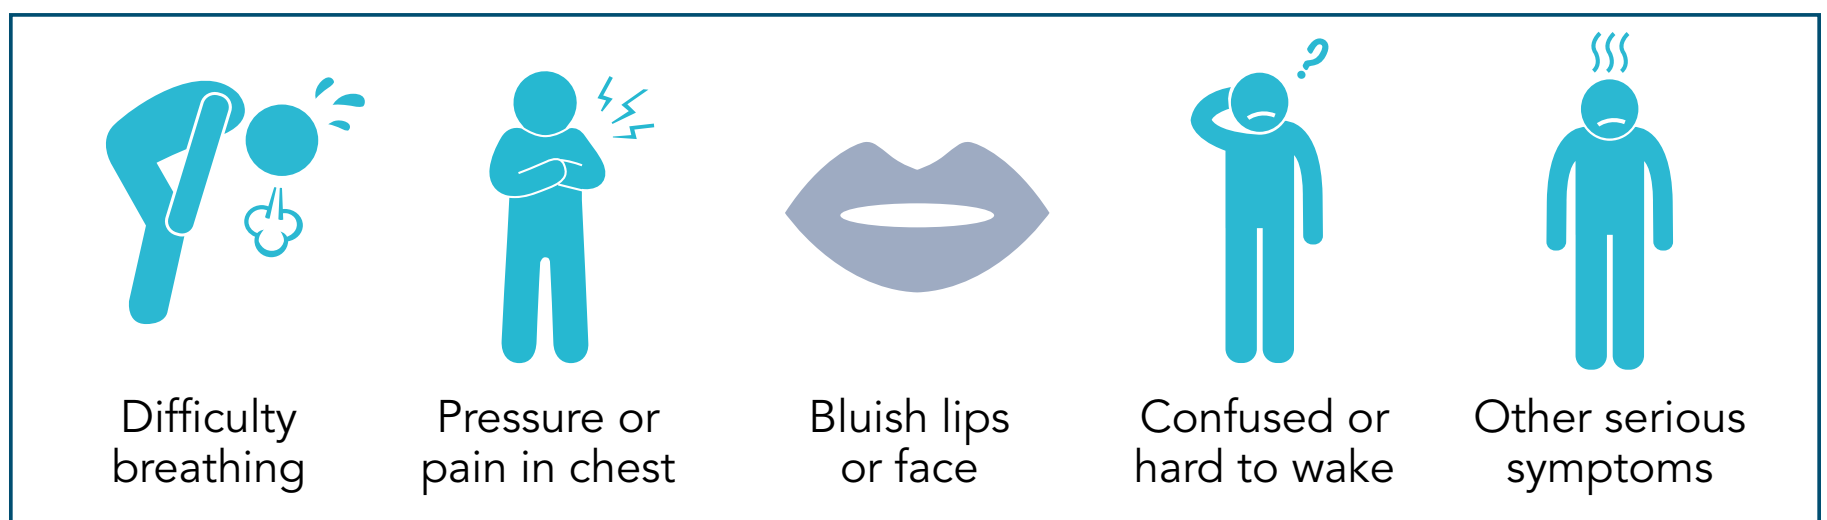 Difficulty
breathing
Pressure or
pain in chest
Bluish lips
or face
Confused or
hard to wake
Other serious
symptoms